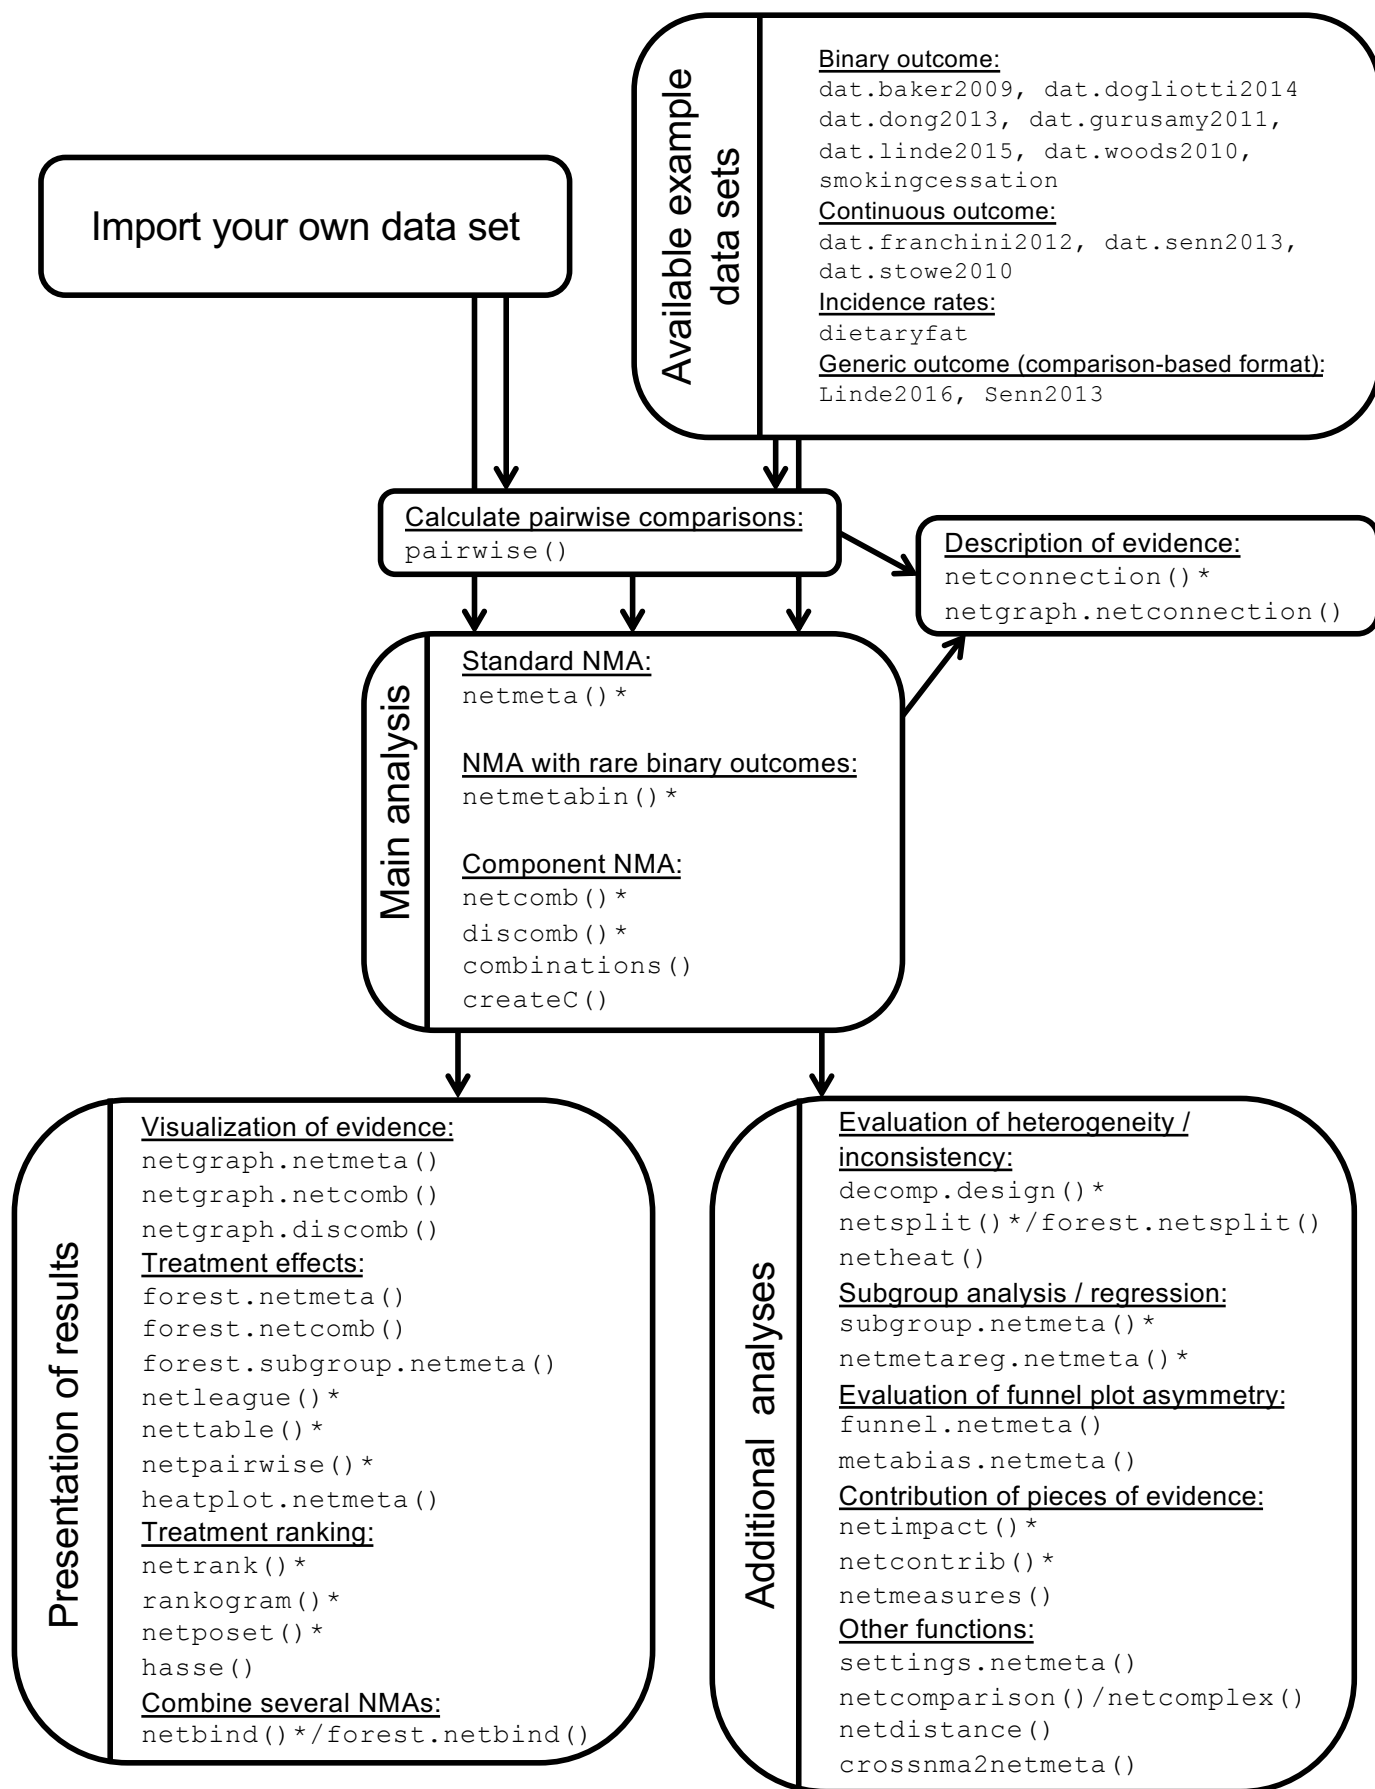 Import your own data set
Available example
data sets
Binary outcome:
dat.baker2009, dat.dogliotti2014
dat.dong2013, dat.gurusamy2011,
dat.linde2015, dat.woods2010,
smokingcessation
Continuous outcome:
dat.franchini2012, dat.senn2013,
dat.stowe2010
Incidence rates:
dietaryfat
Generic outcome (comparison-based format):
Linde2016, Senn2013
Calculate pairwise comparisons:
pairwise()
Description of evidence:
netconnection()*
netgraph.netconnection()
Main analysis
Standard NMA:
netmeta()*
NMA with rare binary outcomes:
netmetabin()*
Component NMA:
netcomb()*
discomb()*
combinations()
createC()
Presentation of results
Visualization of evidence:
netgraph.netmeta()
netgraph.netcomb()
netgraph.discomb()
Treatment effects:
forest.netmeta()
forest.netcomb()
forest.subgroup.netmeta()
netleague()*
nettable()*
netpairwise()*
heatplot.netmeta()
Treatment ranking:
netrank()*
rankogram()*
netposet()*
hasse()
Combine several NMAs:
netbind()*/forest.netbind()
Additional analyses
Evaluation of heterogeneity /
inconsistency:
decomp.design()*
netsplit()*/forest.netsplit()
netheat()
Subgroup analysis / regression:
subgroup.netmeta()*
netmetareg.netmeta()*
Evaluation of funnel plot asymmetry:
funnel.netmeta()
metabias.netmeta()
Contribution of pieces of evidence:
netimpact()*
netcontrib()*
netmeasures()
Other functions:
settings.netmeta()
netcomparison()/netcomplex()
netdistance()
crossnma2netmeta()